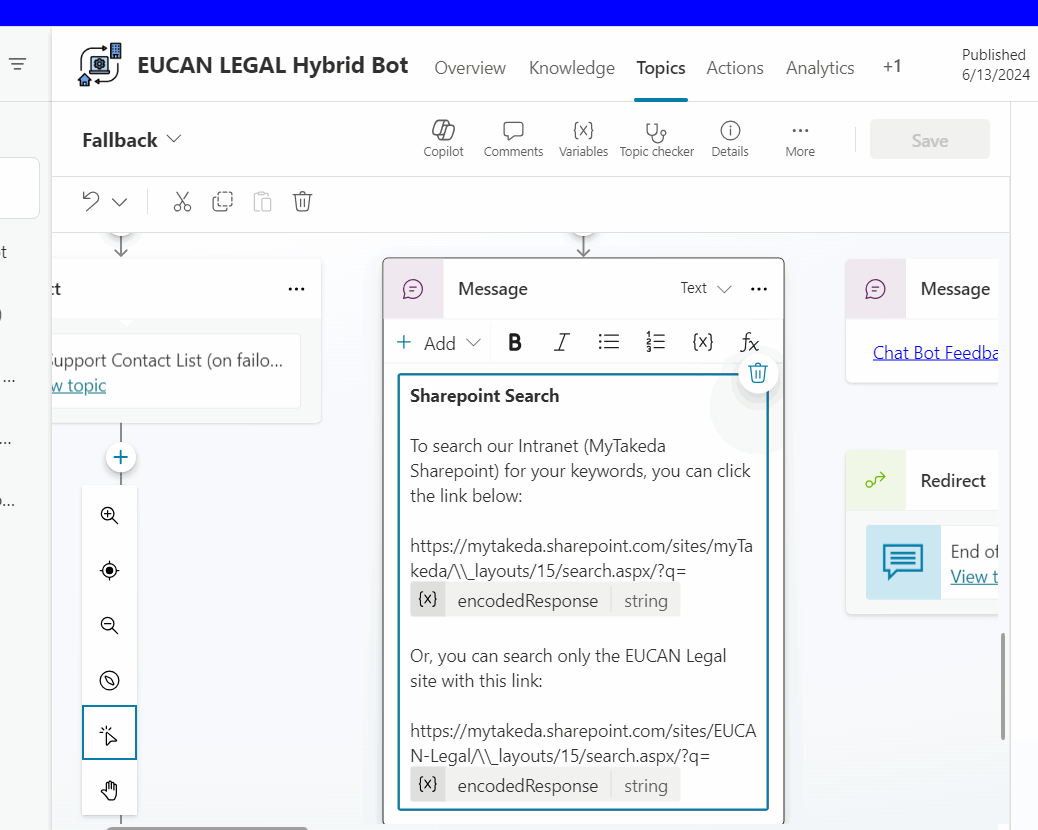 EUCAN LEGAL Hybrid Bot
Overview
Knowledge
Topics
Actions
Analytics
+1
Published
6/13/2024
Fallback
Copilot
Comments
Variables
Topic checker
Details
More
Save
Message
Text
Add
B
I
{x}
fx
Sharepoint Search
To search our Intranet (MyTakeda
Sharepoint) for your keywords, you can click
the link below:
https://mytakeda.sharepoint.com/sites/myTa
keda/\\_layouts/15/search.aspx/?q=
{x} encodedResponse string
Or, you can search only the EUCAN Legal
site with this link:
https://mytakeda.sharepoint.com/sites/EUCA
N-Legal/\\_layouts/15/search.aspx/?q=
{x} encodedResponse string
Support Contact List (on failo...
w topic
Message
Chat Bot Feedba
Redirect
End of
View t